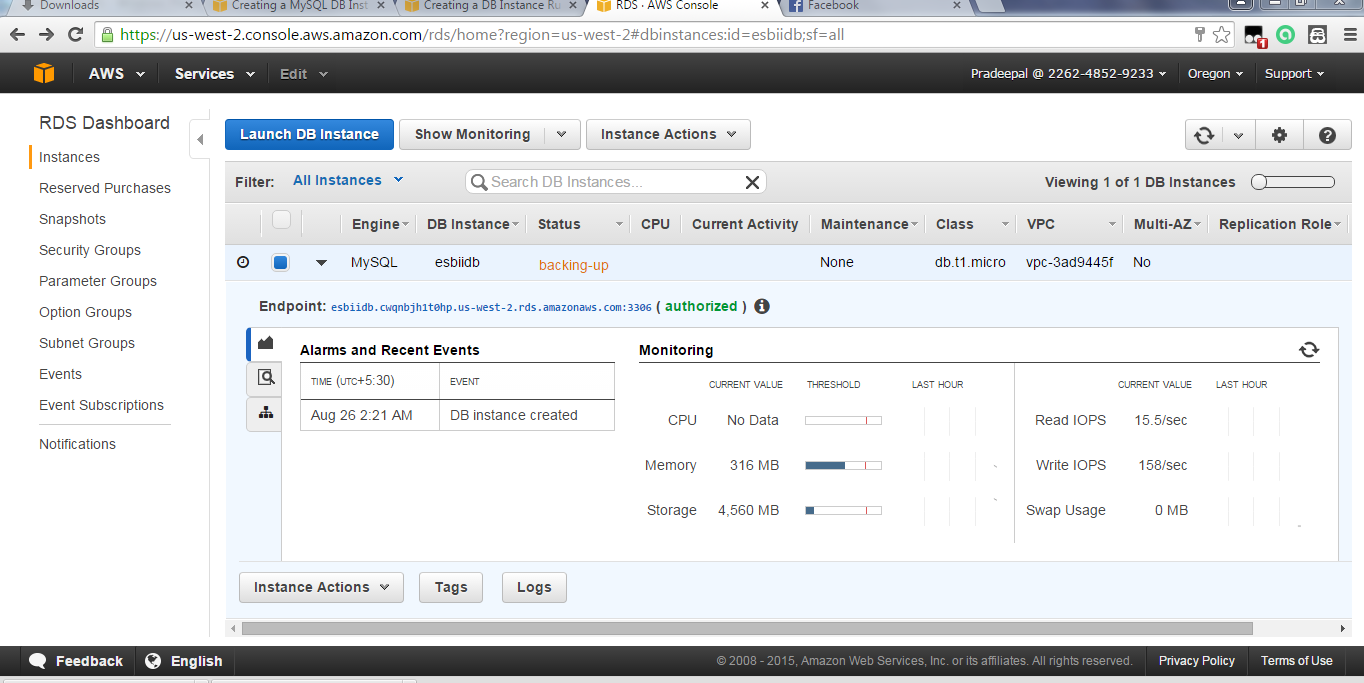 Downloads × Creating a MySQL DB Inst × Creating a DB Instance Ru × RDS · AWS Console × Facebook ×
https://us-west-2.console.aws.amazon.com/rds/home?region=us-west-2#dbinstances:id=esbiidb;sf=all 1
AWS Services Edit Pradeepal @ 2262-4852-9233 Oregon Support
RDS Dashboard
Instances
Reserved Purchases
Snapshots
Security Groups
Parameter Groups
Option Groups
Subnet Groups
Events
Event Subscriptions
Notifications
Launch DB Instance Show Monitoring Instance Actions
Filter: All Instances Search DB Instances... Viewing 1 of 1 DB Instances
Engine DB Instance Status CPU Current Activity Maintenance Class VPC Multi-AZ Replication Role
MySQL esbiidb backing-up None db.t1.micro vpc-3ad9445f No
Endpoint: esbiidb.cwqnbjh1t0hp.us-west-2.rds.amazonaws.com:3306 ( authorized )
Alarms and Recent Events
TIME (UTC+5:30) EVENT
Aug 26 2:21 AM DB instance created
Monitoring
CURRENT VALUE THRESHOLD LAST HOUR
CPU No Data
Memory 316 MB
Storage 4,560 MB
CURRENT VALUE LAST HOUR
Read IOPS 15.5/sec
Write IOPS 158/sec
Swap Usage 0 MB
Instance Actions Tags Logs
Feedback English © 2008 - 2015, Amazon Web Services, Inc. or its affiliates. All rights reserved. Privacy Policy Terms of Use